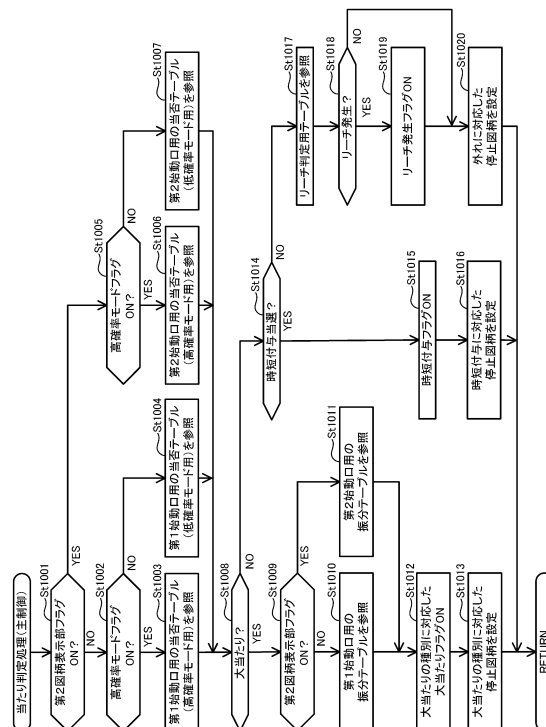 当たり判定処理(主制御)
St1001
第2図柄表示部フラグ
ON?
YES
NO
St1002
高確率モードフラグ
ON?
NO
YES
St1003
第1始動口用の当否テーブル
(高確率モード用)を参照
St1004
第1始動口用の当否テーブル
(低確率モード用)を参照
St1005
高確率モードフラグ
ON?
NO
YES
St1006
第2始動口用の当否テーブル
(高確率モード用)を参照
St1007
第2始動口用の当否テーブル
(低確率モード用)を参照
St1008
大当たり?
NO
YES
St1009
第2図柄表示部フラグ
ON?
YES
NO
St1010
第1始動口用の
振分テーブルを参照
St1011
第2始動口用の
振分テーブルを参照
St1012
大当たりの種別に対応した
大当たりフラグON
St1013
大当たりの種別に対応した
停止図柄を設定
St1014
時短付与当選?
NO
YES
St1015
時短付与フラグON
St1016
時短付与に対応した
停止図柄を設定
St1017
リーチ判定用テーブルを参照
St1018
リーチ発生?
NO
YES
St1019
リーチ発生フラグON
St1020
外れに対応した
停止図柄を設定
RETURN